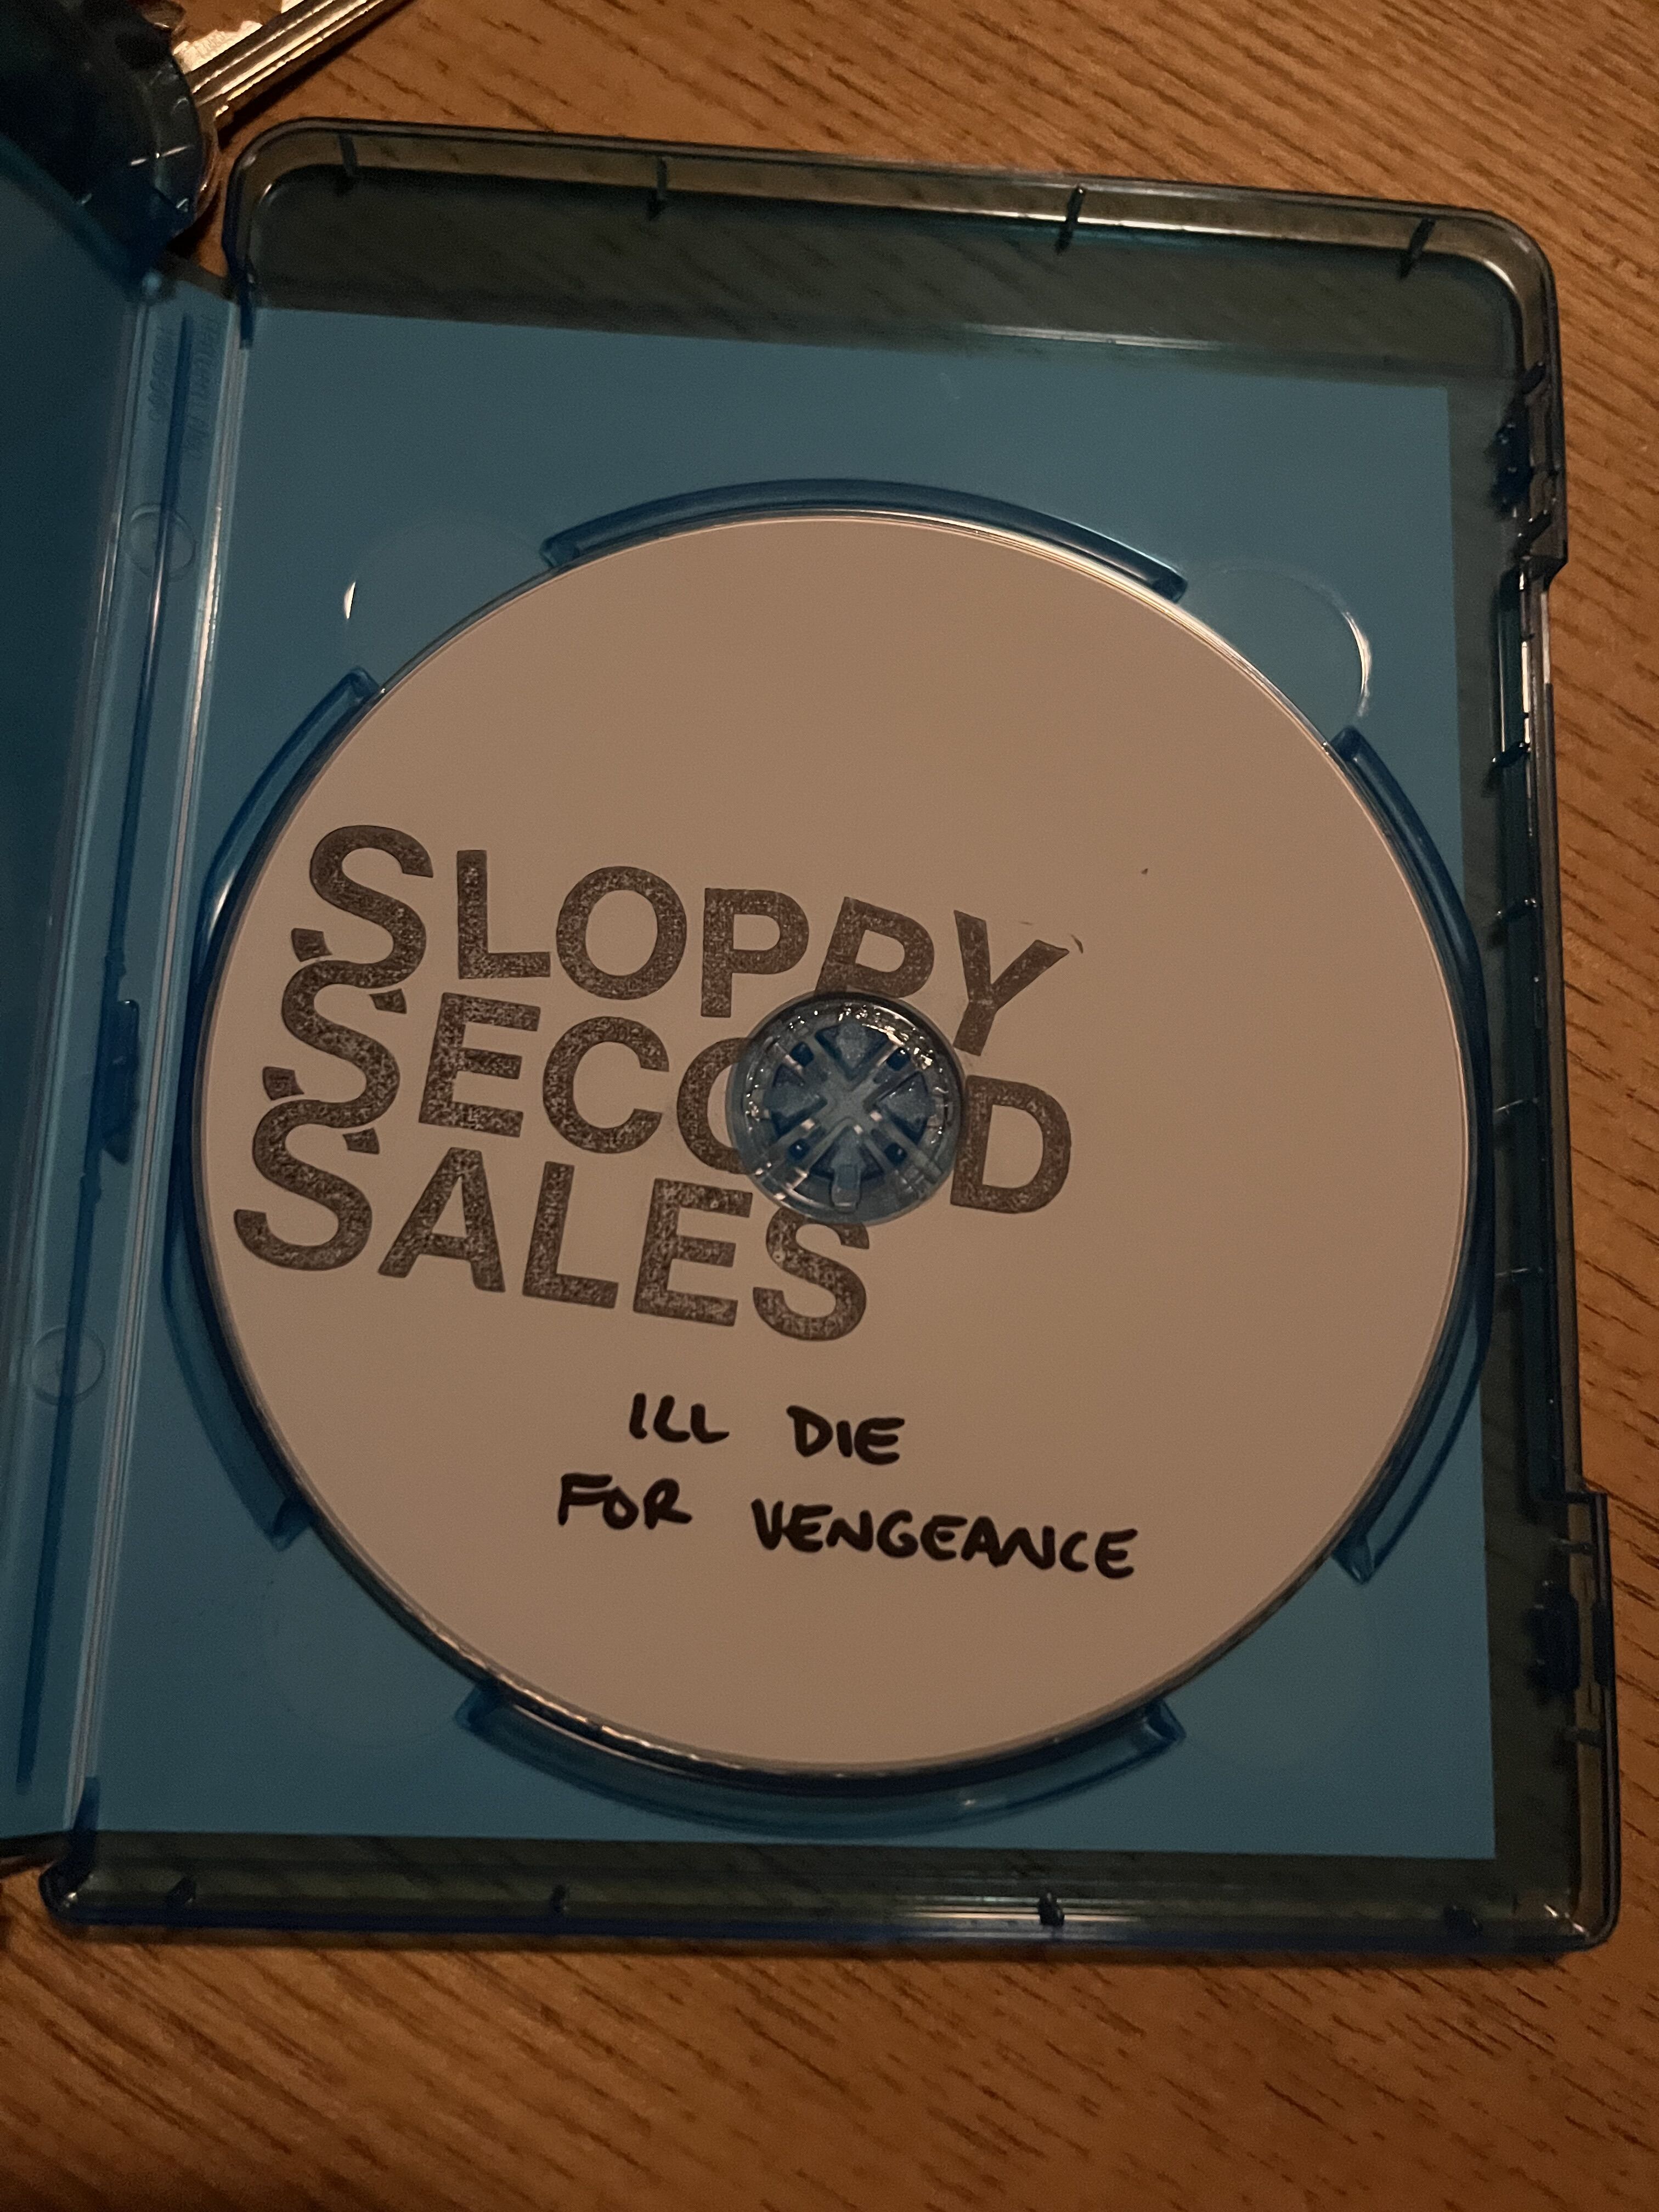 SLOPPY
SECOND
SALES
ILL DIE
FOR VENGEANCE